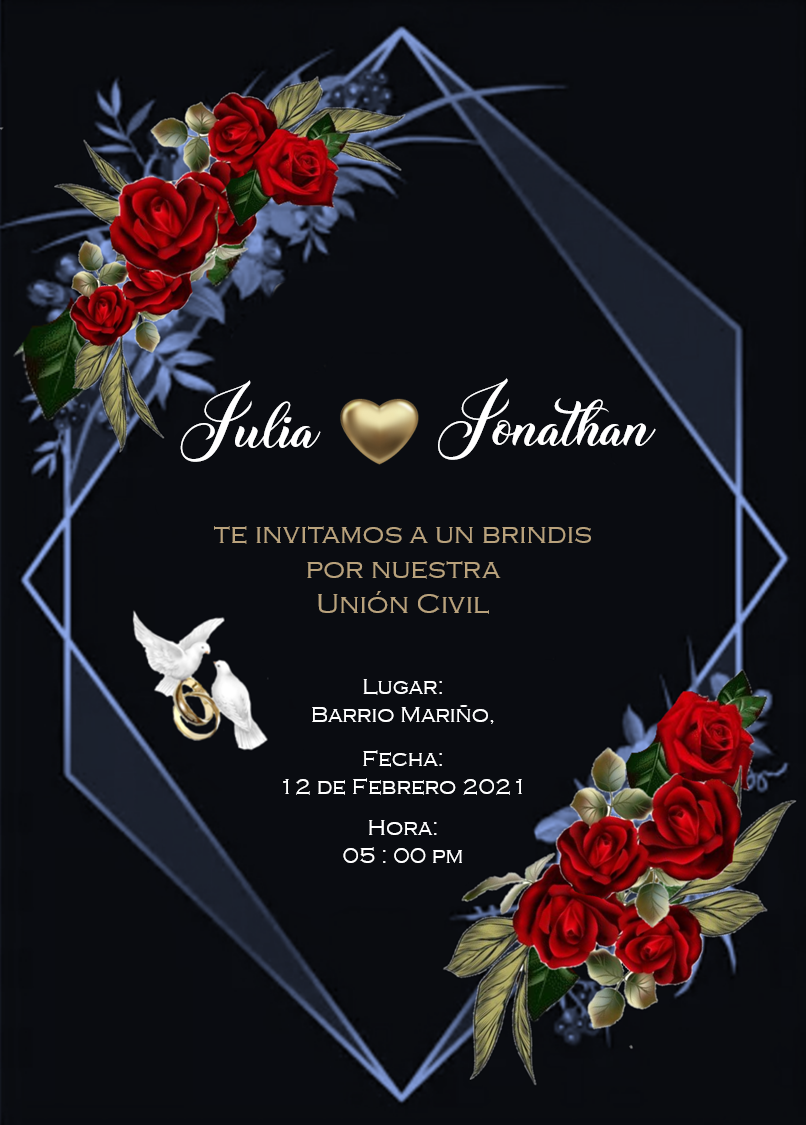 Julia Jonathan
TE INVITAMOS A UN BRINDIS
POR NUESTRA
UNIÓN CIVIL
LUGAR:
BARRIO MARIÑO,
FECHA:
12 DE FEBRERO 2021
HORA:
05 : 00 PM